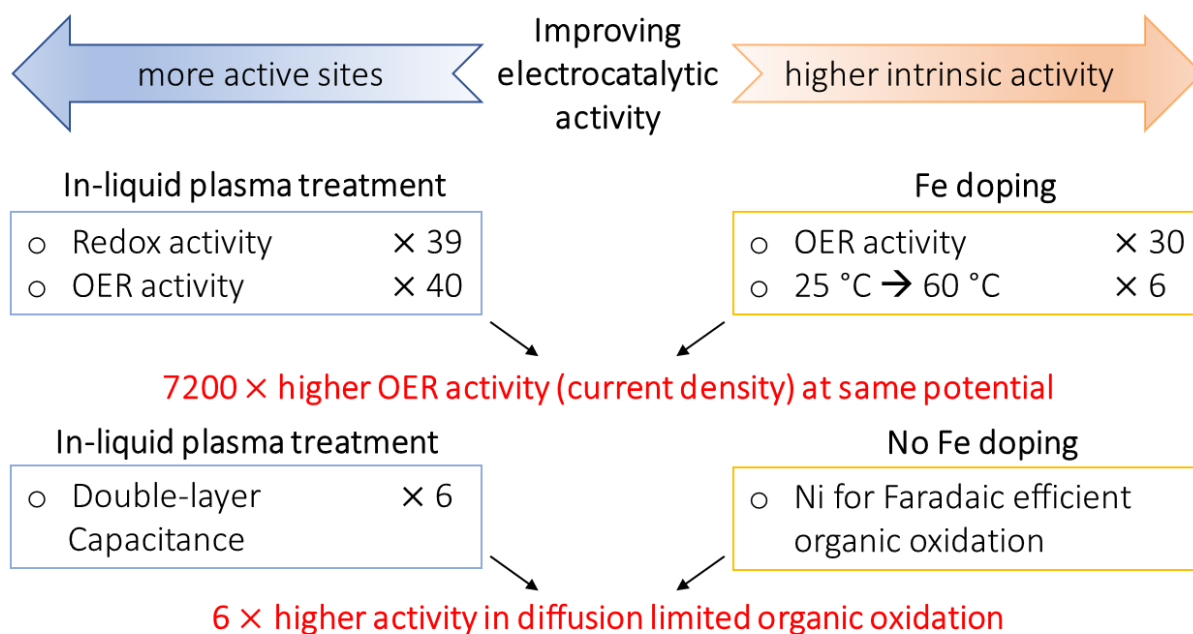 more active sites
Improving
electrocatalytic
activity
higher intrinsic activity
In-liquid plasma treatment
○ Redox activity × 39
○ OER activity × 40
Fe doping
○ OER activity × 30
○ 25 °C → 60 °C × 6
7200 × higher OER activity (current density) at same potential
In-liquid plasma treatment
○ Double-layer × 6
Capacitance
No Fe doping
○ Ni for Faradaic efficient
organic oxidation
6 × higher activity in diffusion limited organic oxidation